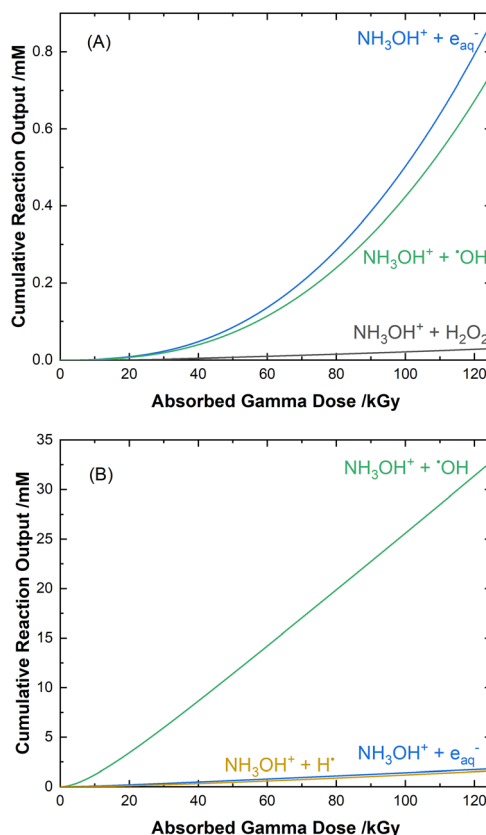 (A)
NH₃OH⁺ + e_aq⁻
0.8
0.6
Cumulative Reaction Output /mM
0.4
NH₃OH⁺ + •OH
0.2
NH₃OH⁺ + H₂O₂
0.0
0 20 40 60 80 100 120
Absorbed Gamma Dose /kGy
35
(B)
NH₃OH⁺ + •OH
30
25
Cumulative Reaction Output /mM
20
15
10
5
NH₃OH⁺ + H•
NH₃OH⁺ + e_aq⁻
0
0 20 40 60 80 100 120
Absorbed Gamma Dose /kGy